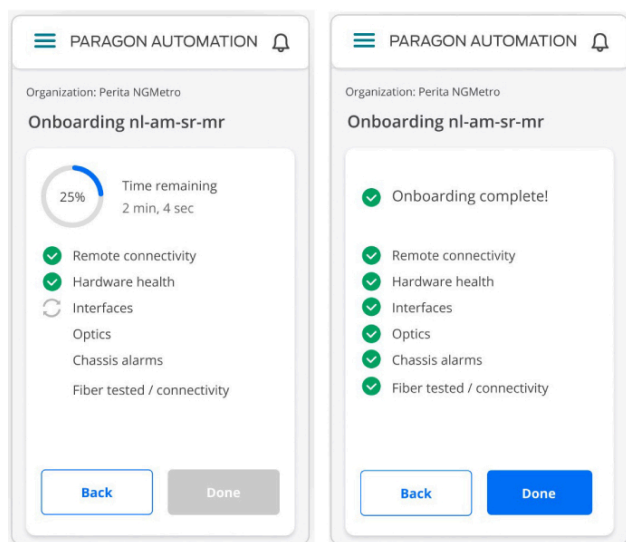 PARAGON AUTOMATION
Organization: Perita NGMetro
Onboarding nl-am-sr-mr
25%
Time remaining
2 min, 4 sec
Remote connectivity
Hardware health
Interfaces
Optics
Chassis alarms
Fiber tested / connectivity
Back
Done
PARAGON AUTOMATION
Organization: Perita NGMetro
Onboarding nl-am-sr-mr
Onboarding complete!
Remote connectivity
Hardware health
Interfaces
Optics
Chassis alarms
Fiber tested / connectivity
Back
Done